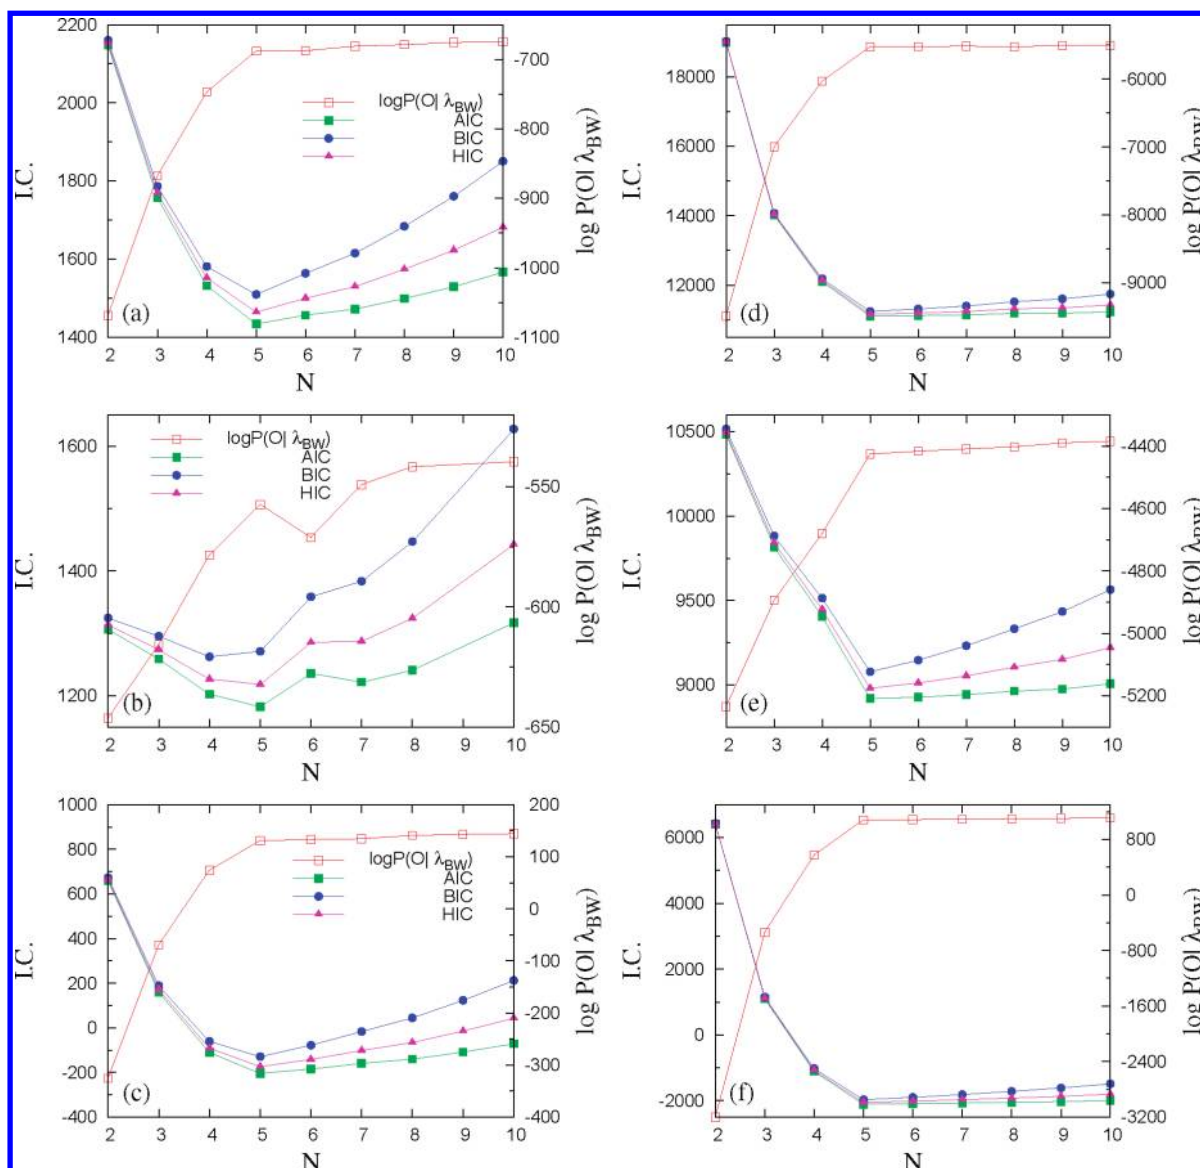 2200
2000
1800
1600
1400
I.C.
logP(O| λBW)
AIC
BIC
HIC
(a)
-700
-800
-900
-1000
-1100
log P(O| λBW)
2 3 4 5 6 7 8 9 10
N
18000
16000
14000
12000
I.C.
(d)
-6000
-7000
-8000
-9000
log P(O| λBW)
2 3 4 5 6 7 8 9 10
N
1600
1400
1200
I.C.
logP(O| λBW)
AIC
BIC
HIC
(b)
-550
-600
-650
log P(O| λBW)
2 3 4 5 6 7 8 10
N
10500
10000
9500
9000
I.C.
(e)
-4400
-4600
-4800
-5000
-5200
log P(O| λBW)
2 3 4 5 6 7 8 9 10
N
1000
800
600
400
200
0
-200
-400
I.C.
logP(O| λBW)
AIC
BIC
HIC
(c)
200
100
0
-100
-200
-300
-400
log P(O| λBW)
2 3 4 5 6 7 8 9 10
N
6000
4000
2000
0
-2000
I.C.
(f)
800
0
-800
-1600
-2400
-3200
log P(O| λBW)
2 3 4 5 6 7 8 9 10
N